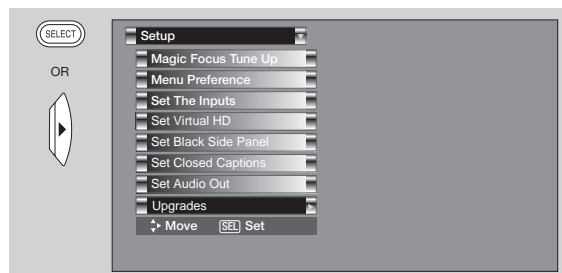 SELECT
OR
Setup
Magic Focus Tune Up
Menu Preference
Set The Inputs
Set Virtual HD
Set Black Side Panel
Set Closed Captions
Set Audio Out
Upgrades
Move SEL Set